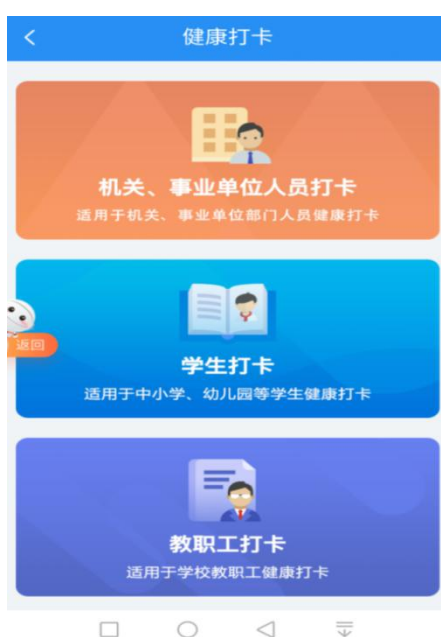 健康打卡
机关、事业单位人员打卡
适用于机关、事业单位部门人员健康打卡
返回
学生打卡
适用于中小学、幼儿园等学生健康打卡
教职工打卡
适用于学校教职工健康打卡